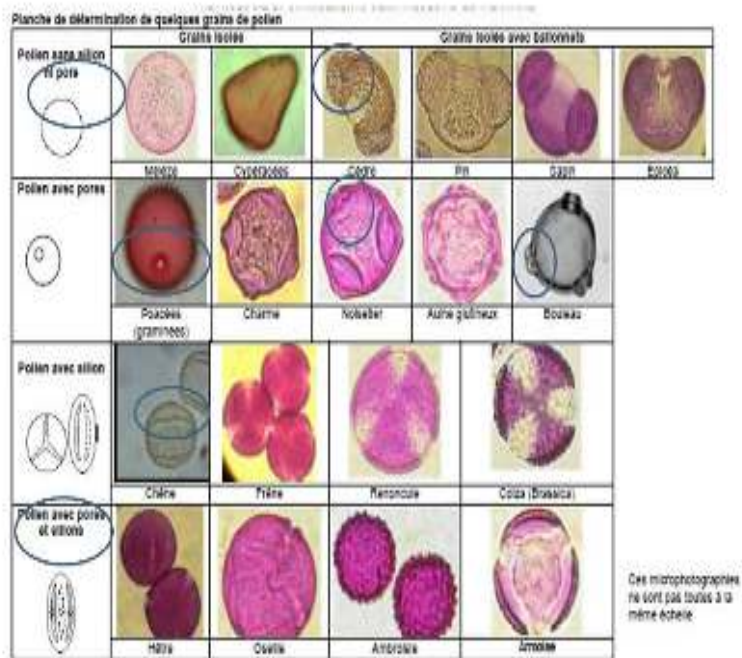 Planche de détermination de quelques grains de pollen
Grains isolés
Grains isolés avec ballonnets
Pollen sans sillon
ni pore
Mélèze
Cyperacées
Cèdre
Pin
Sapin
Epicéa
Pollen avec pores
Poacées
(graminées)
Charme
Noisetier
Aulne glutineux
Bouleau
Pollen avec sillon
Chêne
Frêne
Renoncule
Colza (Brassica)
Pollen avec pores
et sillons
Hêtre
Oseille
Ambroisie
Armoise
Ces microphotographies
ne sont pas toutes à la
même échelle